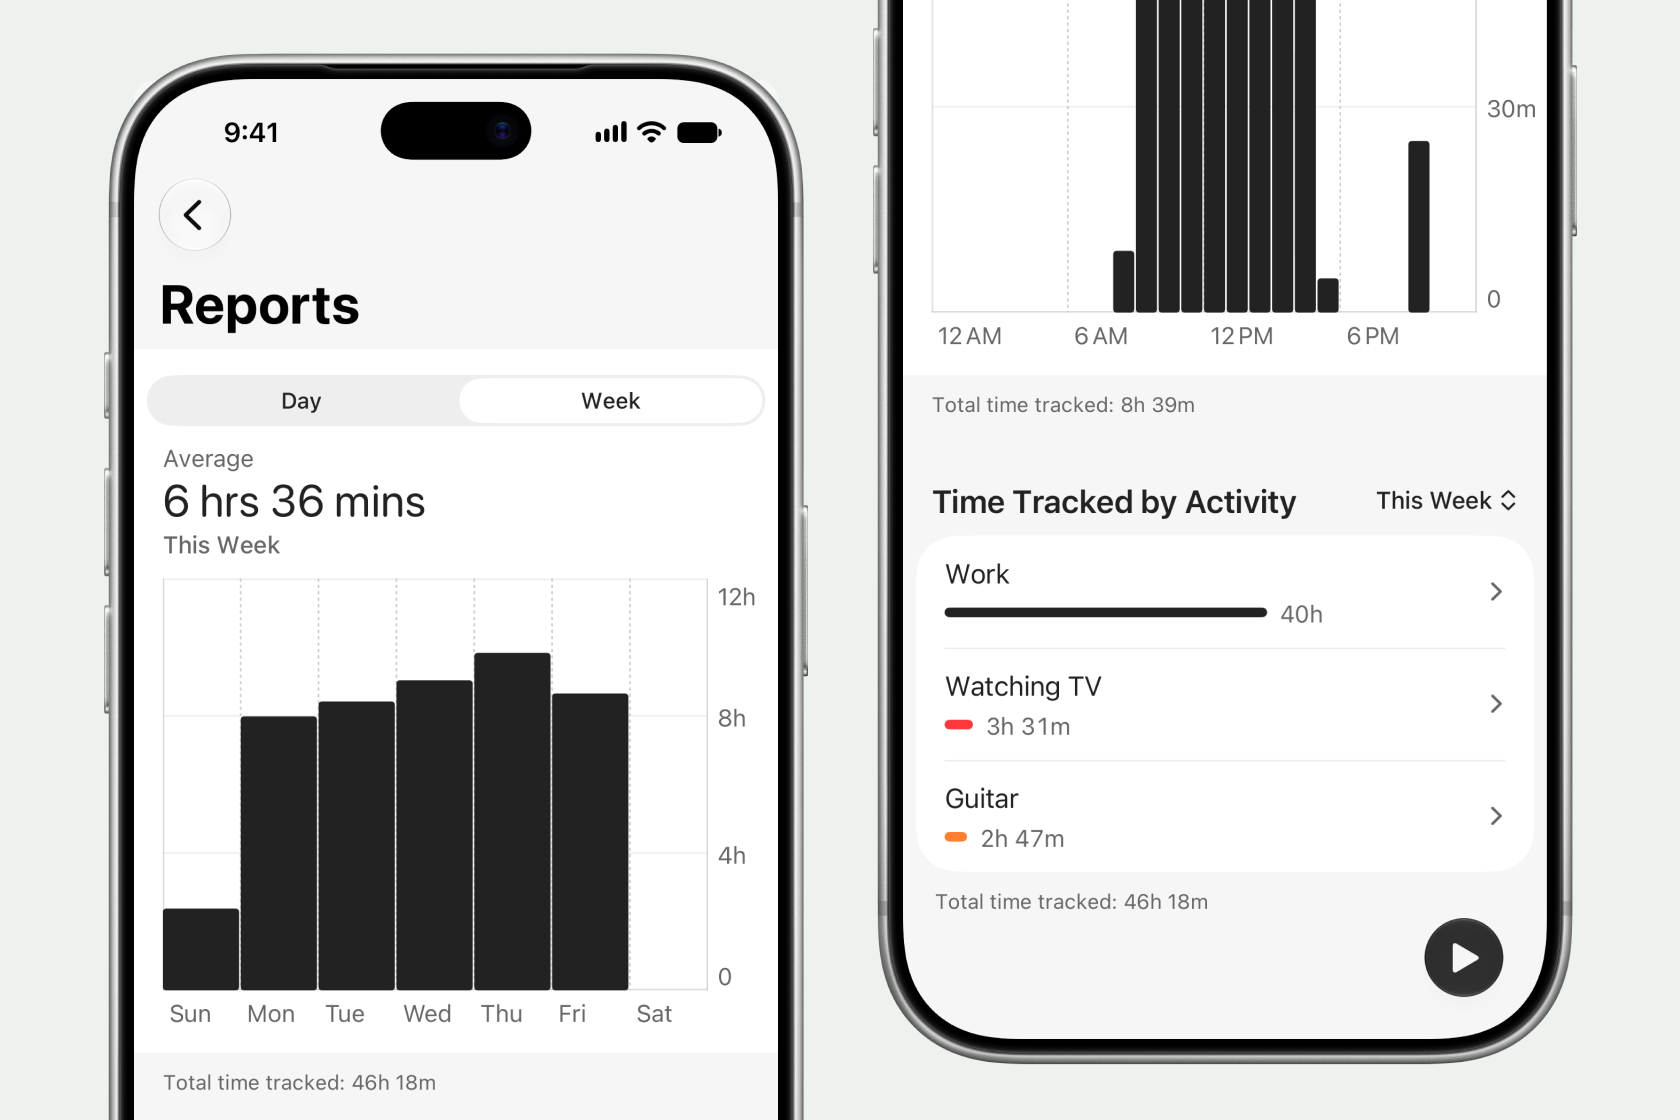 9:41
Reports
Day
Week
Average
6 hrs 36 mins
This Week
12h
8h
4h
0
Sun Mon Tue Wed Thu Fri Sat
Total time tracked: 46h 18m
30m
0
12 AM 6 AM 12 PM 6 PM
Total time tracked: 8h 39m
Time Tracked by Activity
This Week
Work
40h
Watching TV
3h 31m
Guitar
2h 47m
Total time tracked: 46h 18m